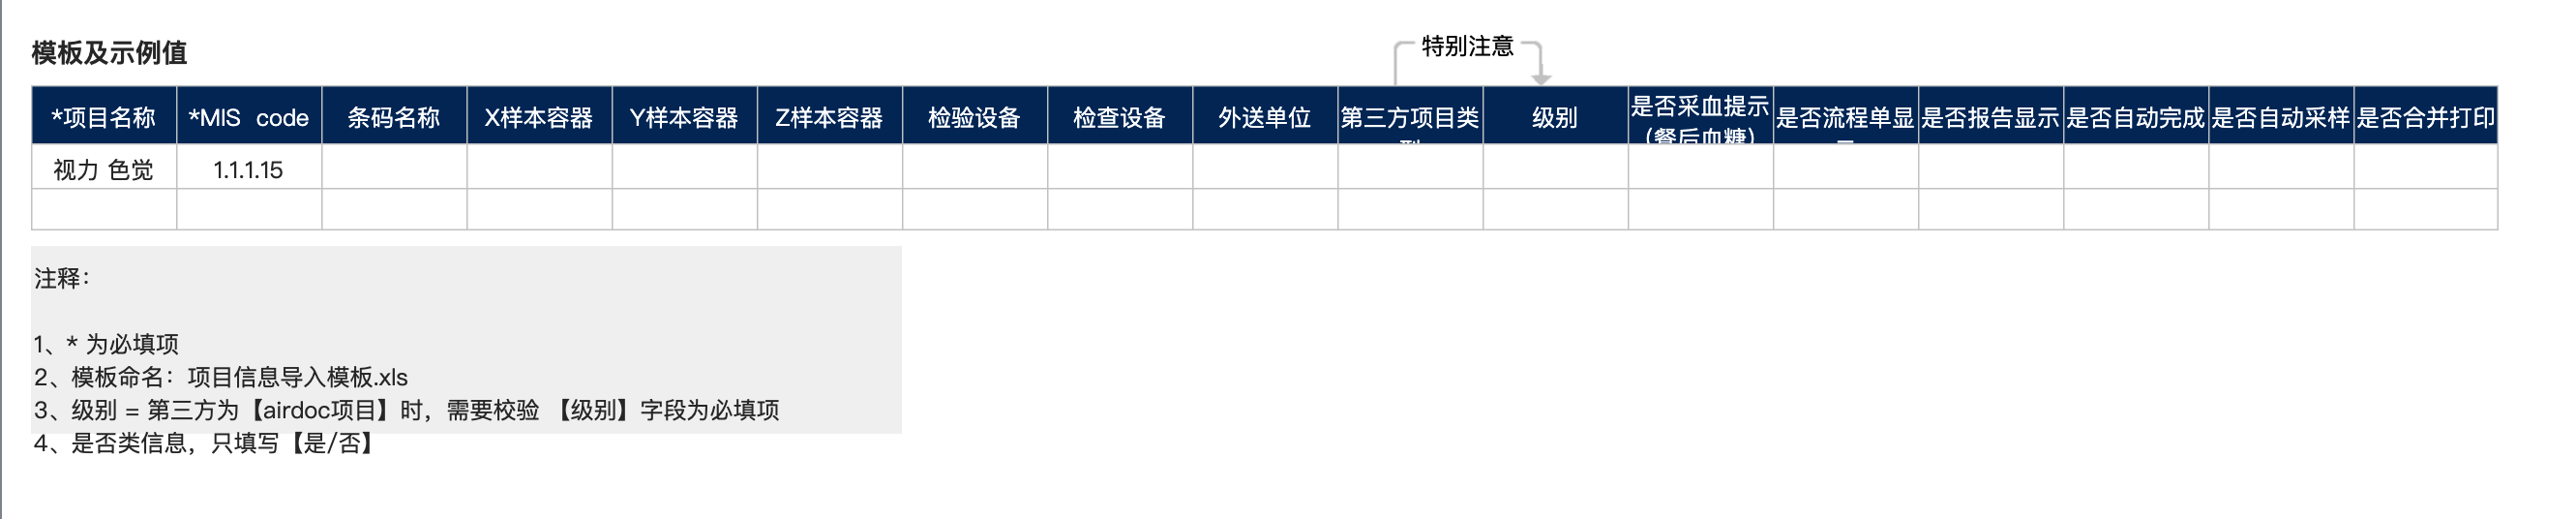 模板及示例值
特别注意
*项目名称 *MIS code 条码名称 X样本容器 Y样本容器 Z样本容器 检验设备 检查设备 外送单位 第三方项目类型 级别 是否采血提示（餐后血糖） 是否流程单显示 是否报告显示 是否自动完成 是否自动采样 是否合并打印
视力 色觉 1.1.1.15
注释：
1、* 为必填项
2、模板命名：项目信息导入模板.xls
3、级别 = 第三方为【airdoc项目】时，需要校验 【级别】字段为必填项
4、是否类信息，只填写【是/否】